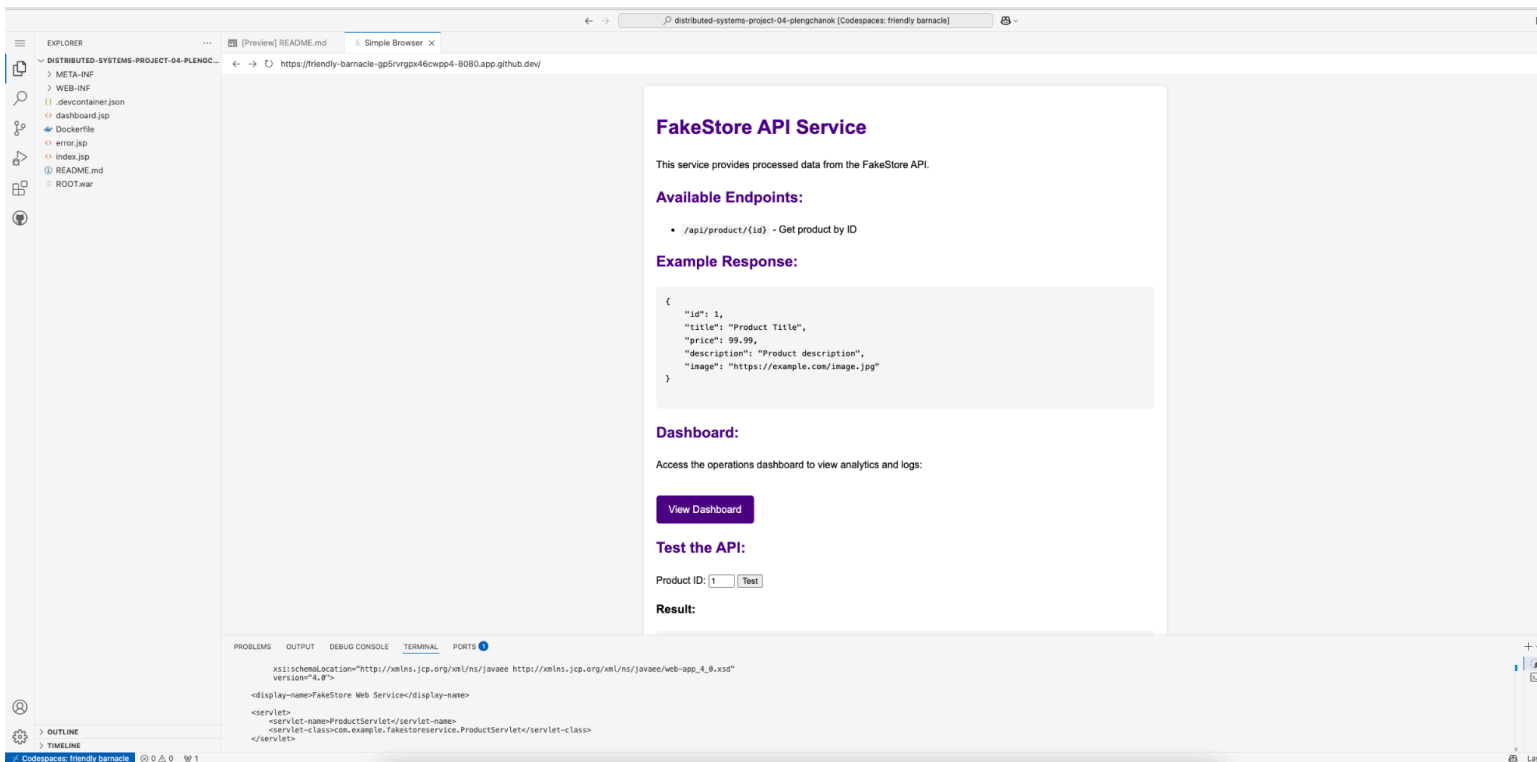 distributed-systems-project-04-plengchanok [Codespaces: friendly barnacle]
EXPLORER
DISTRIBUTED-SYSTEMS-PROJECT-04-PLENGC...
META-INF
WEB-INF
.devcontainer.json
dashboard.jsp
Dockerfile
error.jsp
index.jsp
README.md
ROOT.war
OUTLINE
TIMELINE
[Preview] README.md
Simple Browser
https://friendly-barnacle-gp5rvrgpx46cwpp4-8080.app.github.dev/
FakeStore API Service
This service provides processed data from the FakeStore API.
Available Endpoints:
• /api/product/{id} - Get product by ID
Example Response:
{
"id": 1,
"title": "Product Title",
"price": 99.99,
"description": "Product description",
"image": "https://example.com/image.jpg"
}
Dashboard:
Access the operations dashboard to view analytics and logs:
View Dashboard
Test the API:
Product ID: 1 Test
Result:
PROBLEMS OUTPUT DEBUG CONSOLE TERMINAL PORTS 1
xsi:schemaLocation="http://xmlns.jcp.org/xml/ns/javaee http://xmlns.jcp.org/xml/ns/javaee/web-app_4_0.xsd"
version="4.0">
<display-name>FakeStore Web Service</display-name>
<servlet>
<servlet-name>ProductServlet</servlet-name>
<servlet-class>com.example.fakestoreservice.ProductServlet</servlet-class>
</servlet>
Codespaces: friendly barnacle 0 0 1